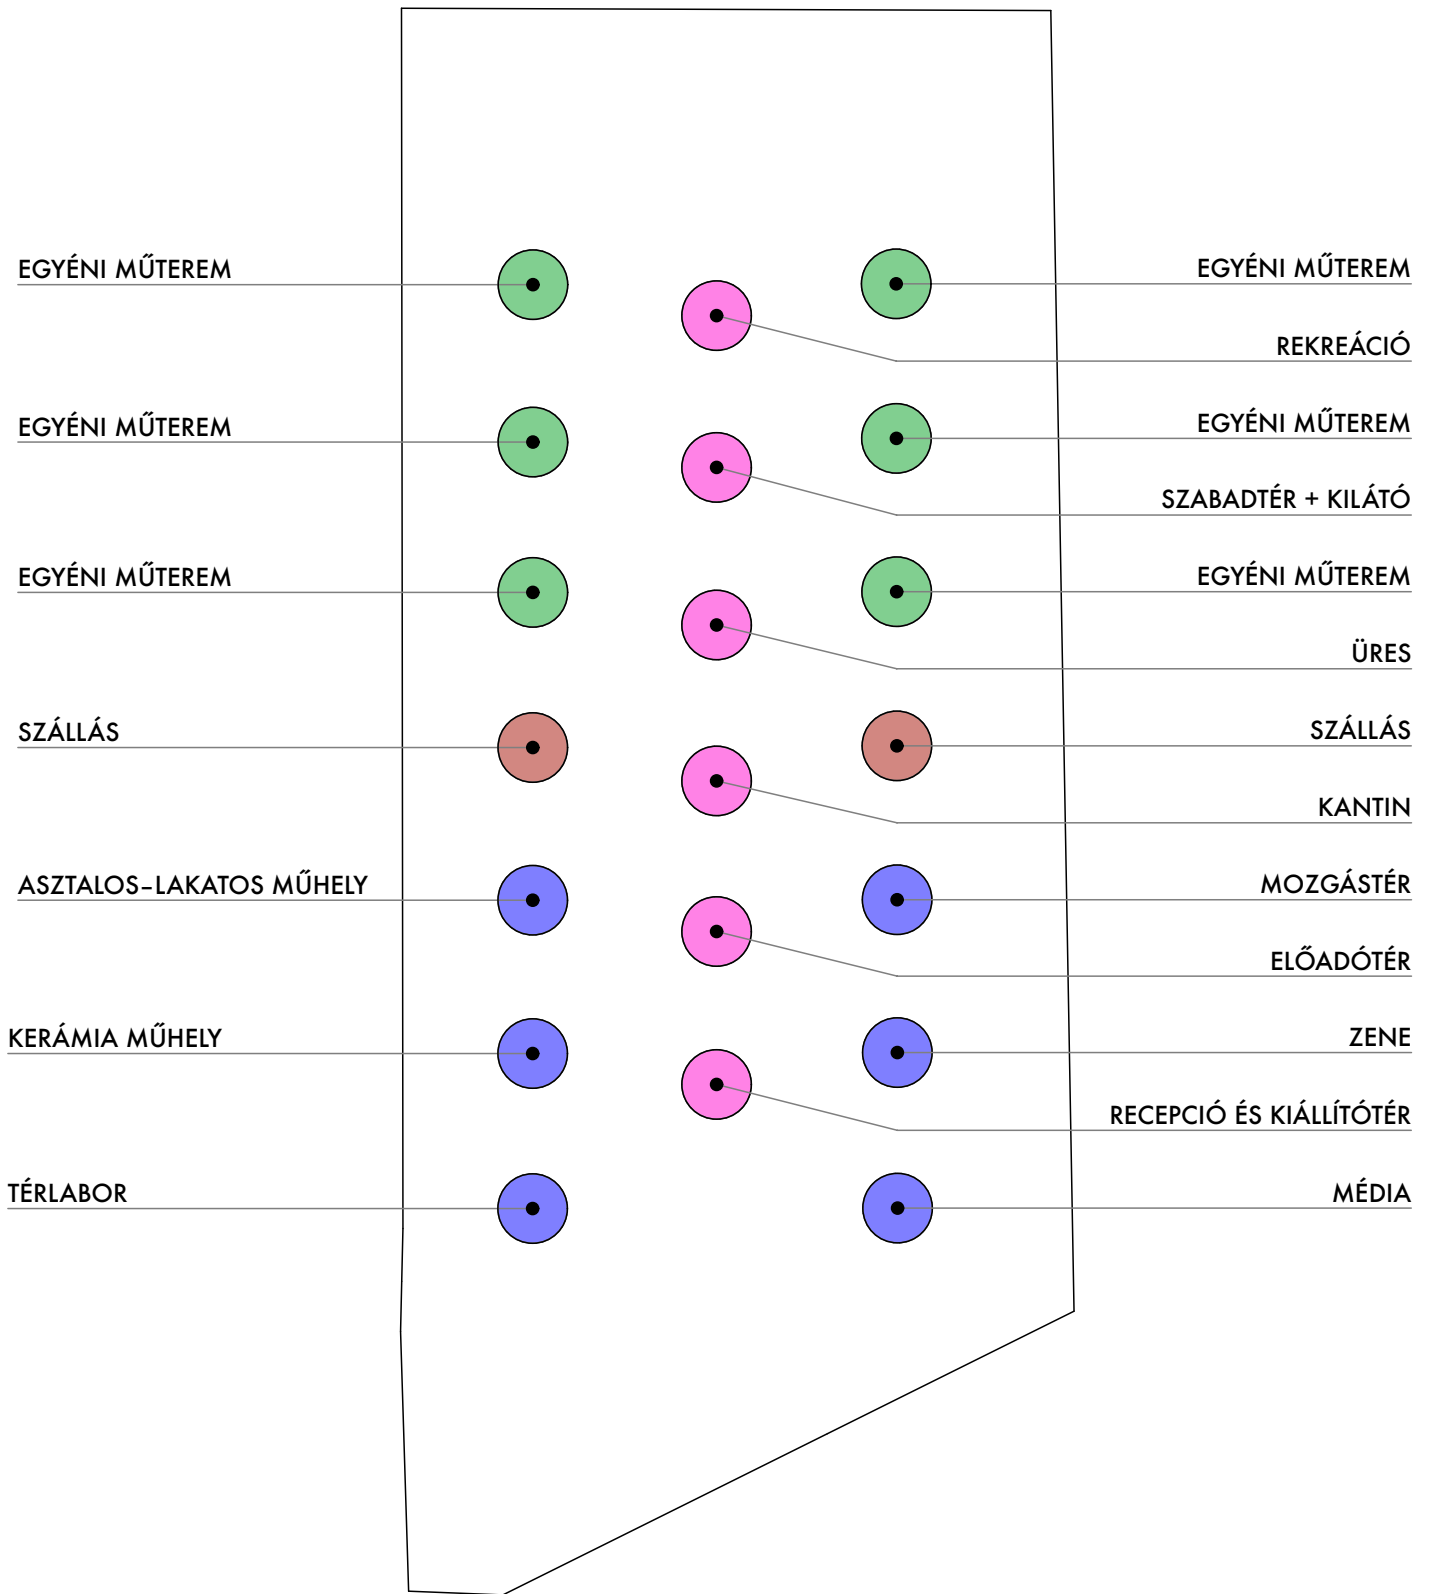 EGYÉNI MŰTEREM
EGYÉNI MŰTEREM
REKREÁCIÓ
EGYÉNI MŰTEREM
EGYÉNI MŰTEREM
SZABADTÉR + KILÁTÓ
EGYÉNI MŰTEREM
EGYÉNI MŰTEREM
ÜRES
SZÁLLÁS
SZÁLLÁS
KANTIN
ASZTALOS–LAKATOS MŰHELY
MOZGÁSTÉR
ELŐADÓTÉR
KERÁMIA MŰHELY
ZENE
RECEPCIÓ ÉS KIÁLLÍTÓTÉR
TÉRLABOR
MÉDIA